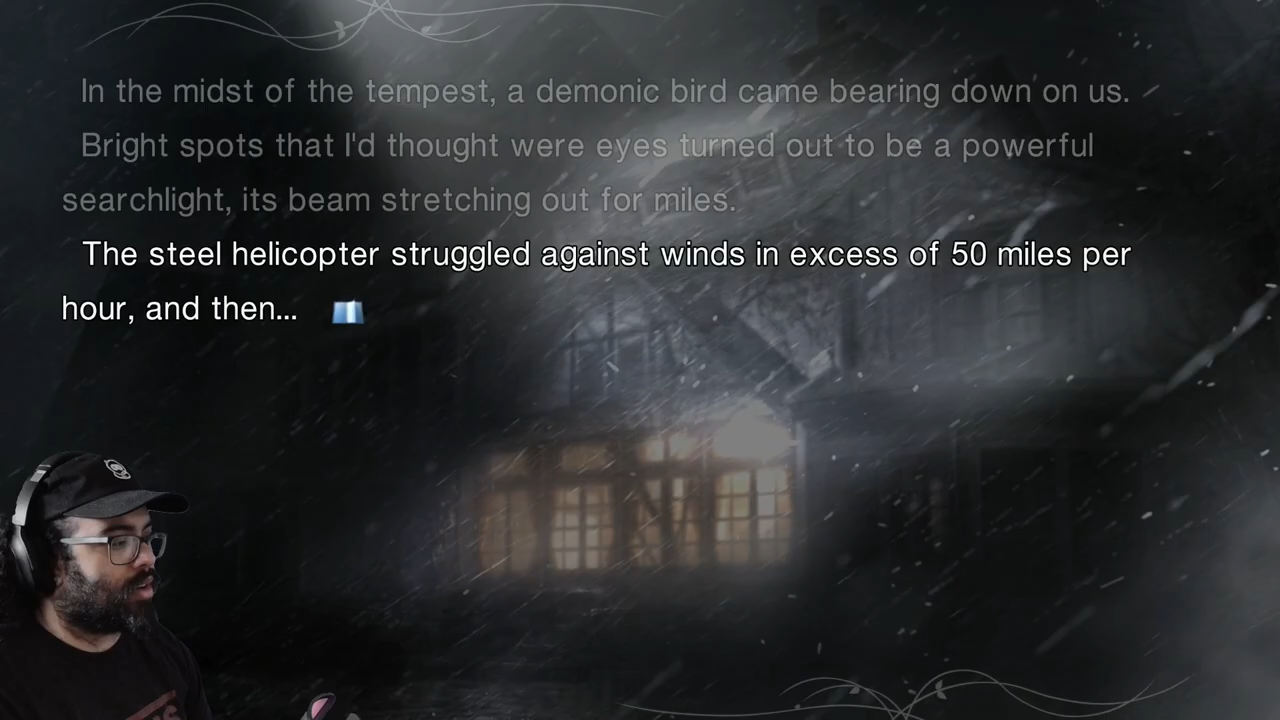 In the midst of the tempest, a demonic bird came bearing down on us.
Bright spots that I'd thought were eyes turned out to be a powerful
searchlight, its beam stretching out for miles.
The steel helicopter struggled against winds in excess of 50 miles per
hour, and then...